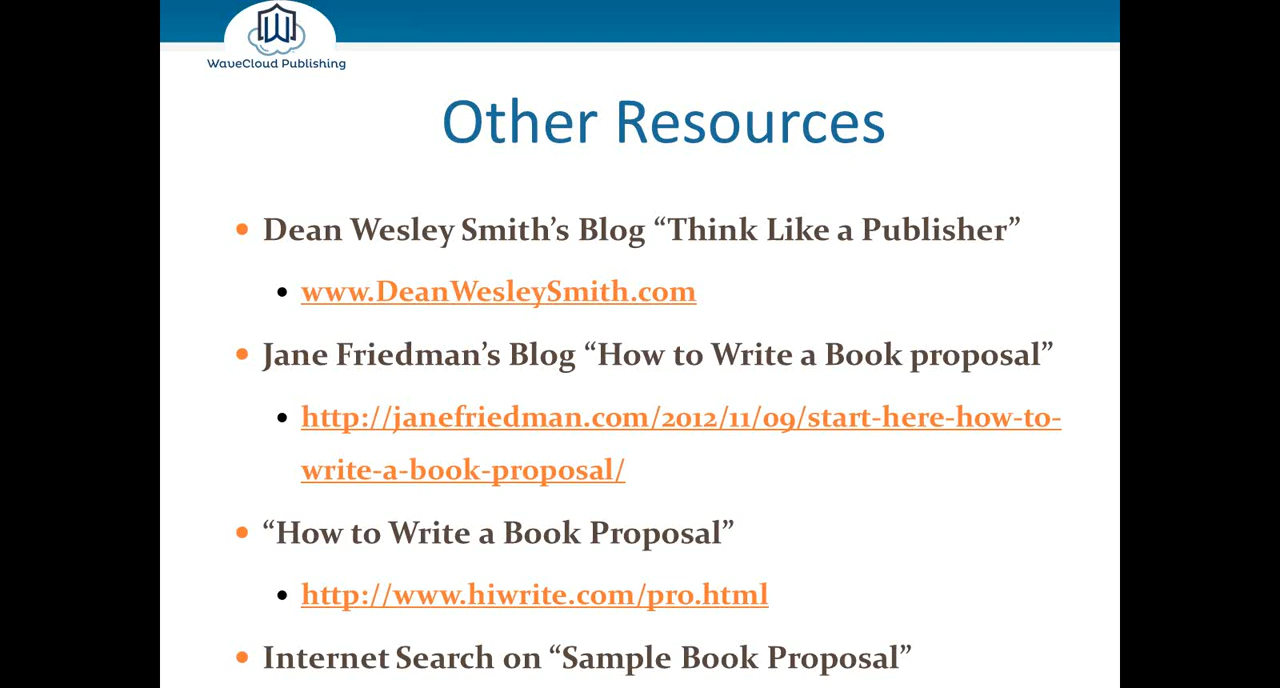 WaveCloud Publishing
Other Resources
• Dean Wesley Smith’s Blog “Think Like a Publisher”
• www.DeanWesleySmith.com
• Jane Friedman’s Blog “How to Write a Book proposal”
• http://janefriedman.com/2012/11/09/start-here-how-to-
write-a-book-proposal/
• “How to Write a Book Proposal”
• http://www.hiwrite.com/pro.html
• Internet Search on “Sample Book Proposal”